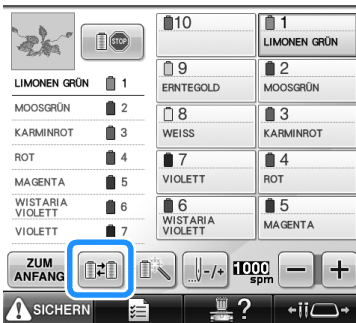 STOP
LIMONEN GRÜN 1
MOOSGRÜN 2
KARMINROT 3
ROT 4
MAGENTA 5
WISTARIA
VIOLETT 6
VIOLETT 7
10
1
LIMONEN GRÜN
9
ERNTEGOLD
2
MOOSGRÜN
8
WEISS
3
KARMINROT
7
VIOLETT
4
ROT
6
WISTARIA
VIOLETT
5
MAGENTA
ZUM
ANFANG
-/+
1000
spm
- +
SICHERN
?